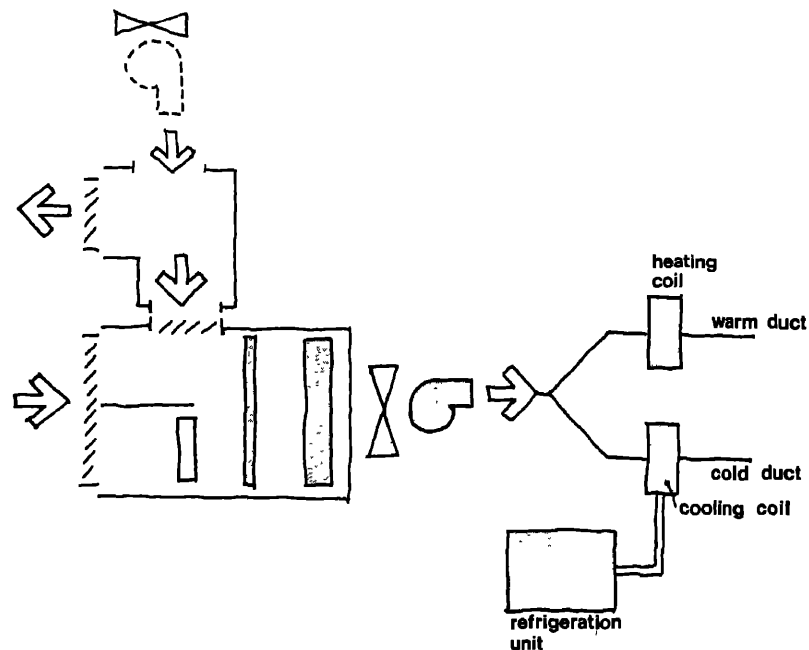 heating
coil
warm duct
cold duct
cooling coil
refrigeration
unit